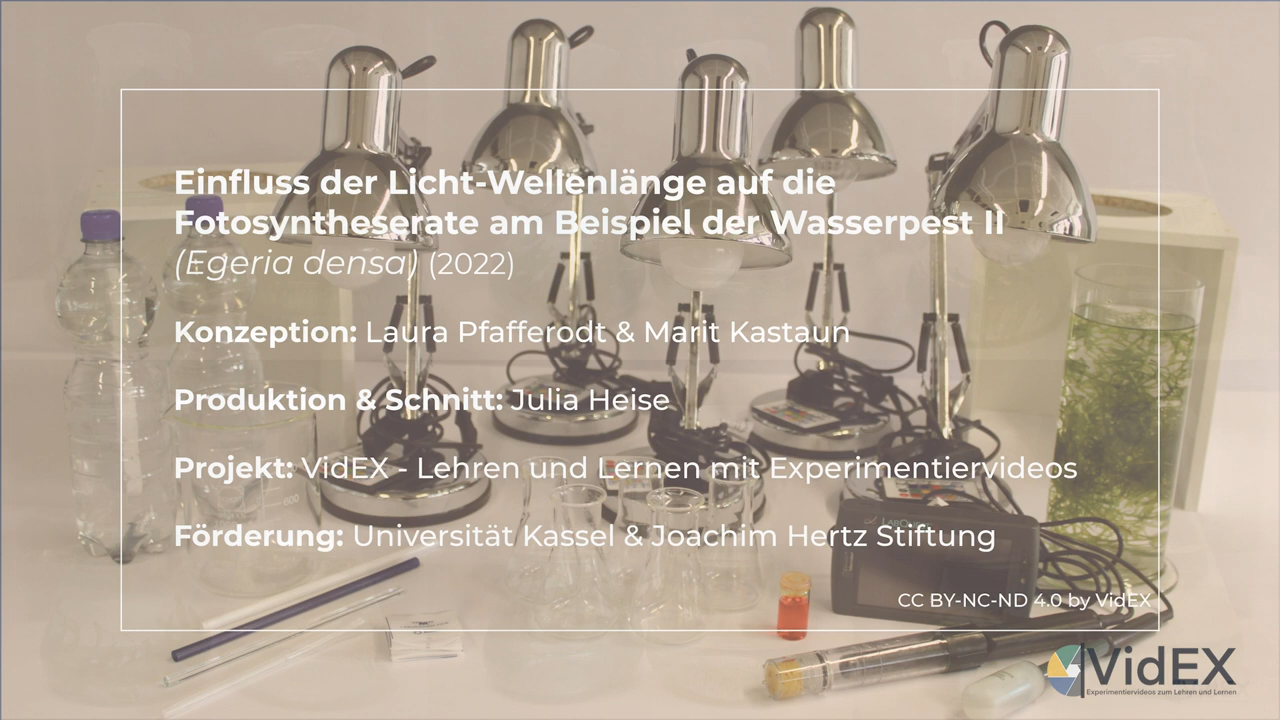 Einfluss der Licht-Wellenlänge auf die
Fotosyntheserate am Beispiel der Wasserpest II
(Egeria densa) (2022)
Konzeption: Laura Pfafferodt & Marit Kastaun
Produktion & Schnitt: Julia Heise
Projekt: VidEX - Lehren und Lernen mit Experimentiervideos
600
Förderung: Universität Kassel & Joachim Hertz Stiftung
CC BY-NC-ND 4.0 by VidEX
VidEX
Experimentiervideos zum Lehren und Lernen